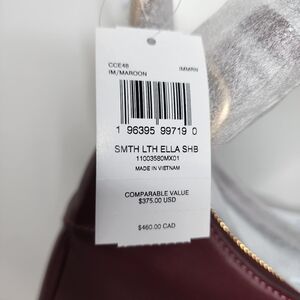 CCE48 IMMRN
IM/MAROON
1 96395 99719 0
SMTH LTH ELLA SHB
11003580MX01
MADE IN VIETNAM
COMPARABLE VALUE
$375.00 USD
$460.00 CAD